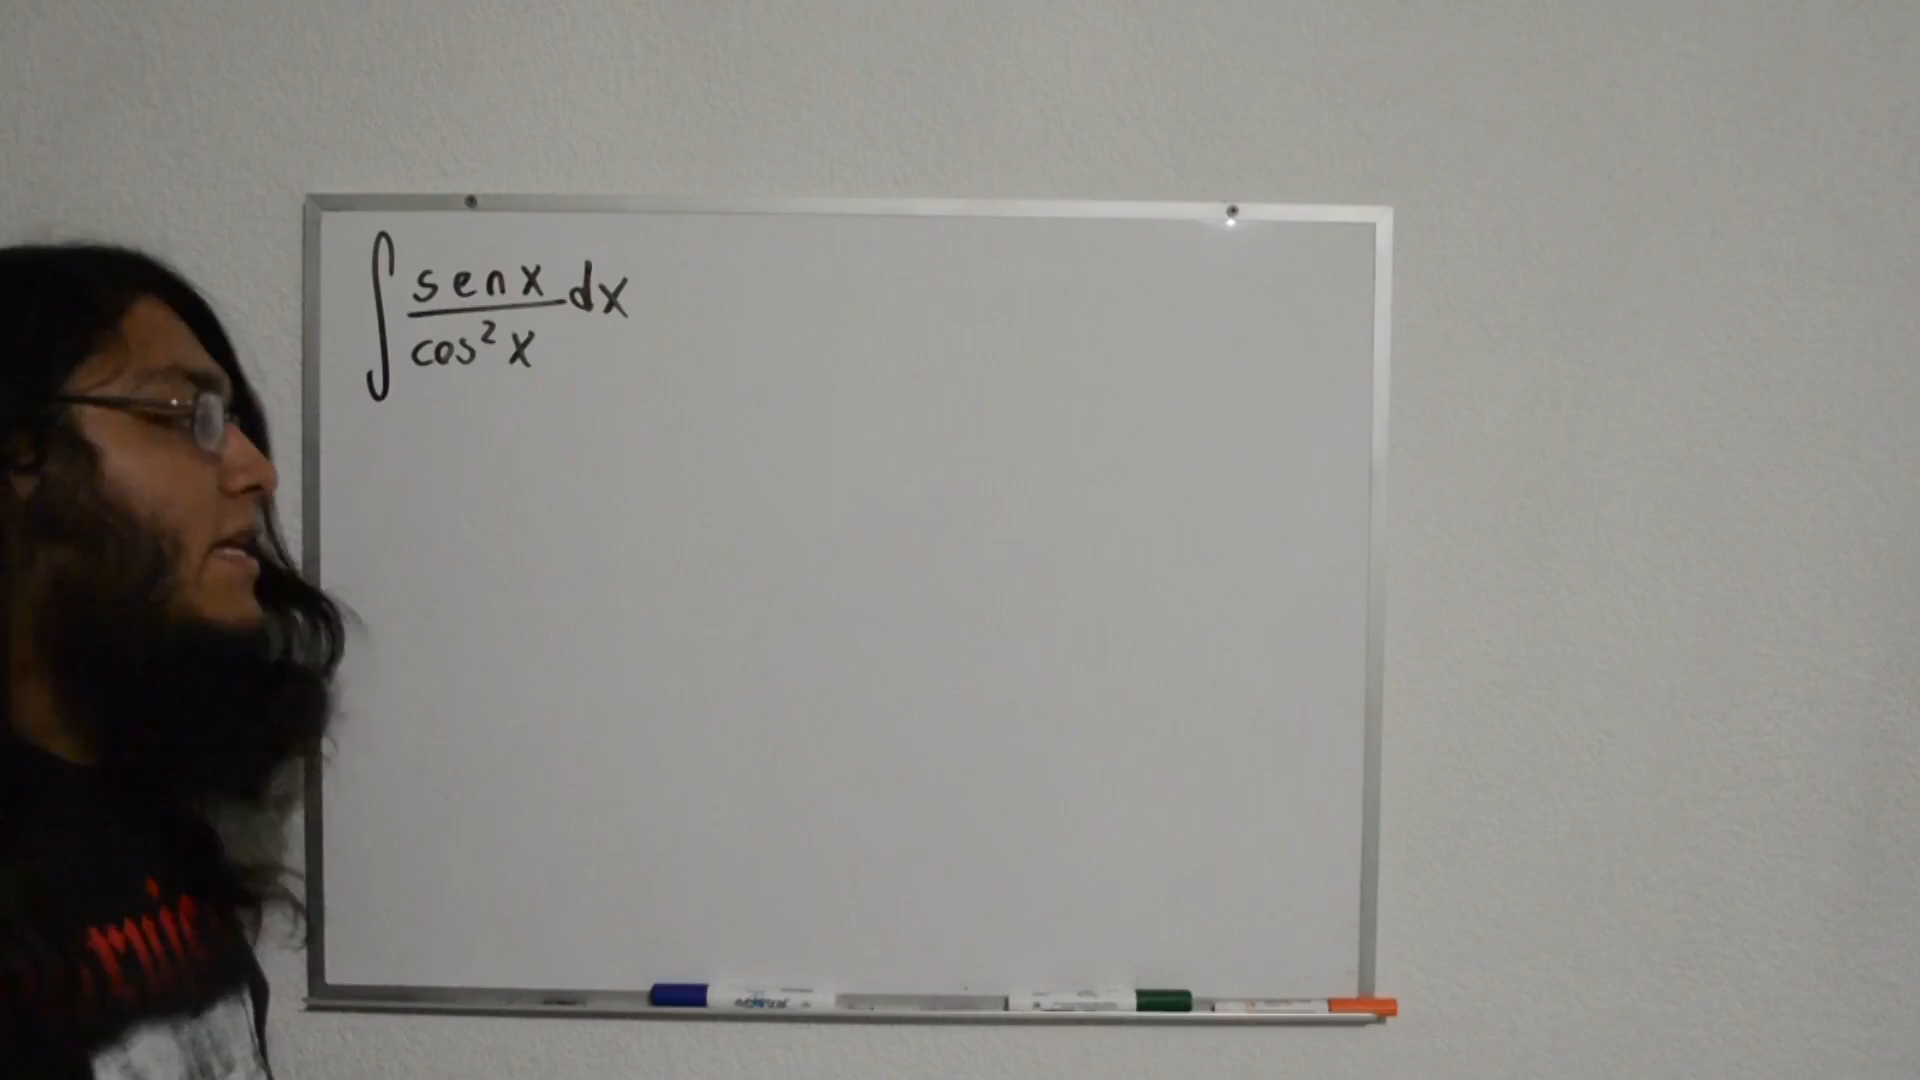 ∫ sen x / cos² x dx